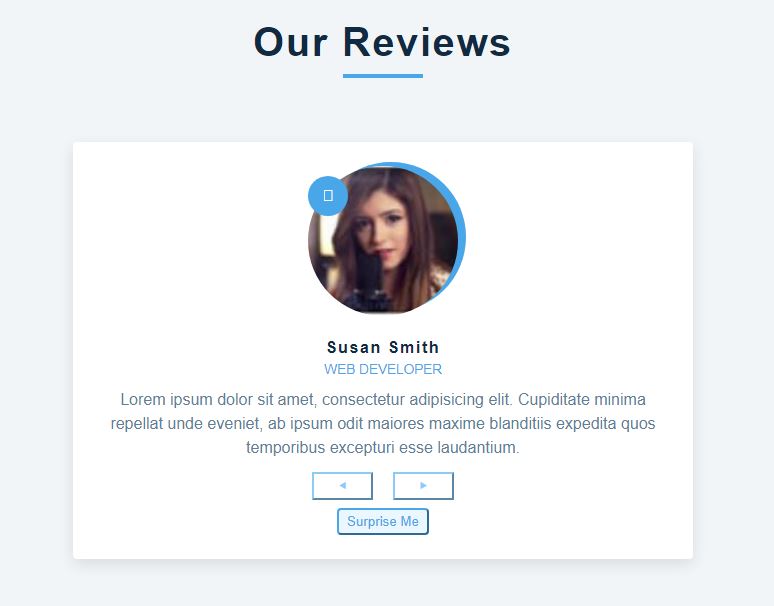 Our Reviews
Susan Smith
WEB DEVELOPER
Lorem ipsum dolor sit amet, consectetur adipisicing elit. Cupiditate minima
repellat unde eveniet, ab ipsum odit maiores maxime blanditiis expedita quos
temporibus excepturi esse laudantium.
Surprise Me